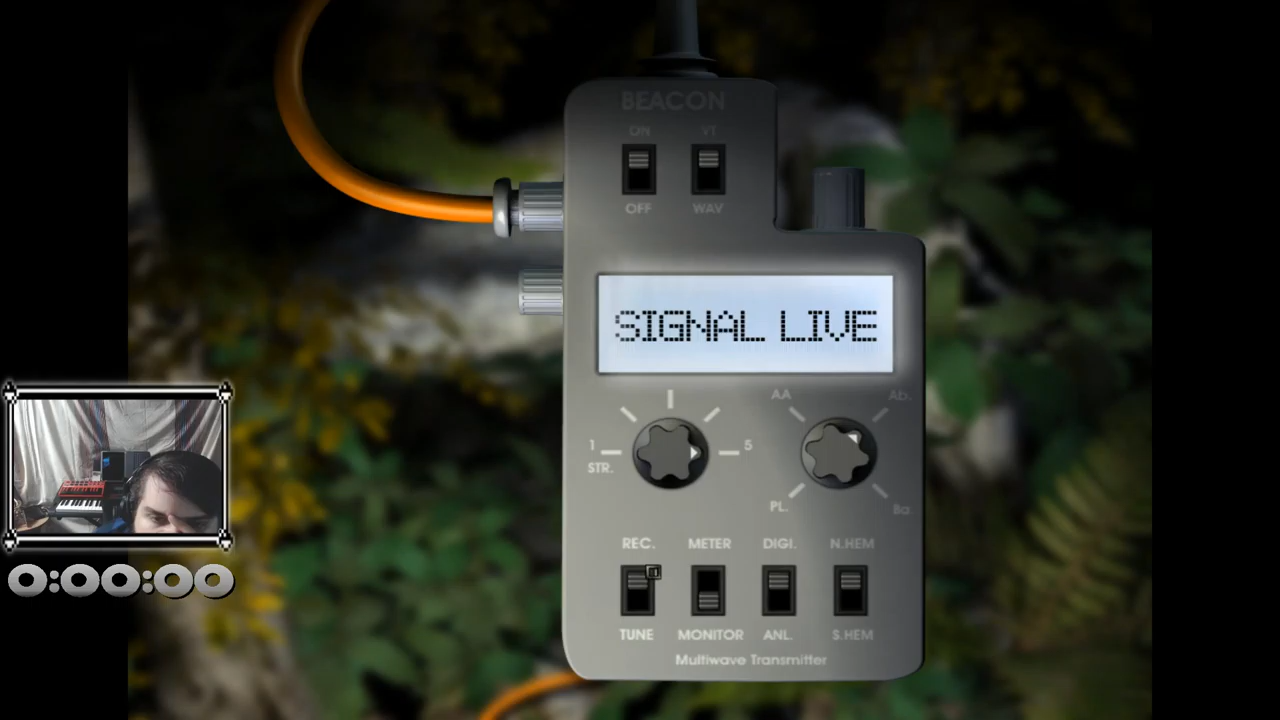 BEACON
ON VT
OFF WAV
SIGNAL LIVE
AA Ab.
1 5
STR.
PL. Ba
REC. METER DIGI. N.HEM
TUNE MONITOR ANL. S.HEM
Multiwave Transmitter
0:00:00